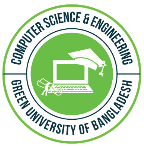 COMPUTER SCIENCE & ENGINEERING
GREEN UNIVERSITY OF BANGLADESH